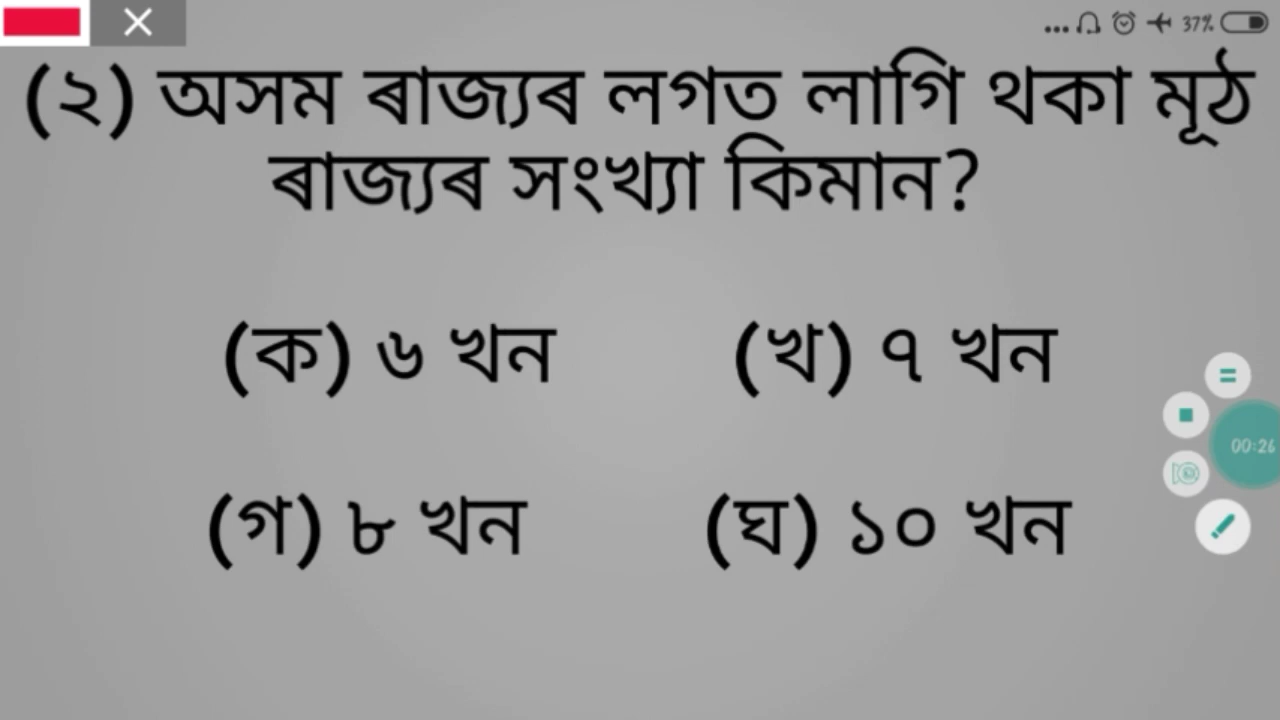 ... 37%
(২) অসম ৰাজ্যৰ লগত লাগি থকা মূঠ
ৰাজ্যৰ সংখ্যা কিমান?
(ক) ৬ খন (খ) ৭ খন
00:26
(গ) ৮ খন (ঘ) ১০ খন